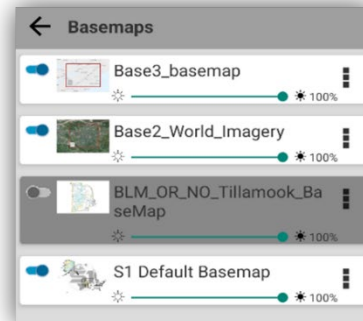 Basemaps
Base3_basemap
100%
Base2_World_Imagery
100%
BLM_OR_NO_Tillamook_Ba
seMap
100%
S1 Default Basemap
100%